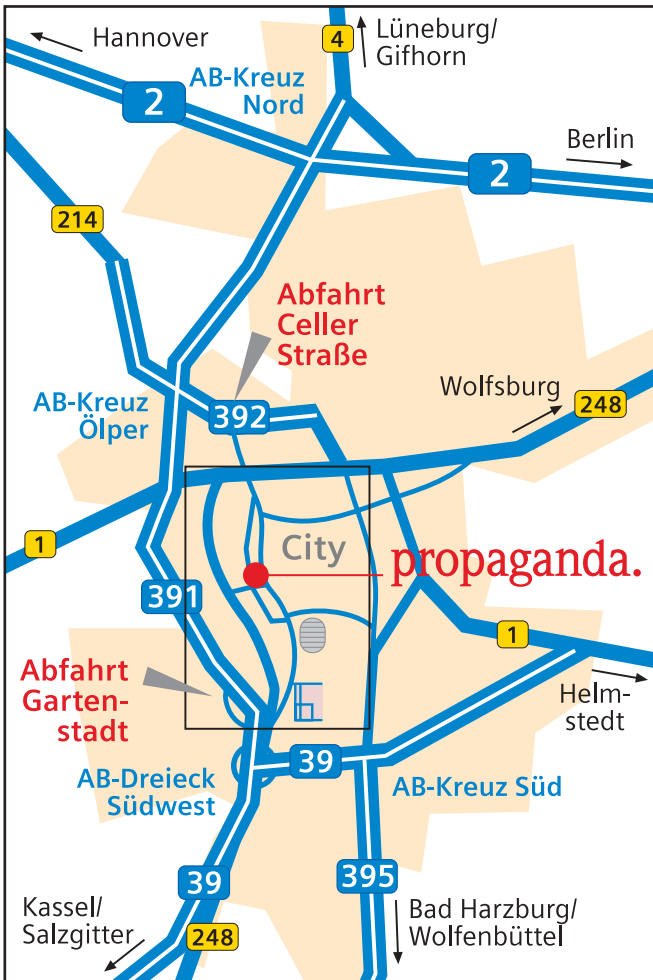 Hannover
4
Lüneburg/
Gifhorn
AB-Kreuz
Nord
2
Berlin
2
214
Abfahrt
Celler
Straße
Wolfsburg
248
AB-Kreuz
Ölper
392
1
City
propaganda.
391
1
Abfahrt
Garten-
stadt
Helm-
stedt
39
AB-Dreieck
Südwest
AB-Kreuz Süd
39
395
Kassel/
Salzgitter
248
Bad Harzburg/
Wolfenbüttel